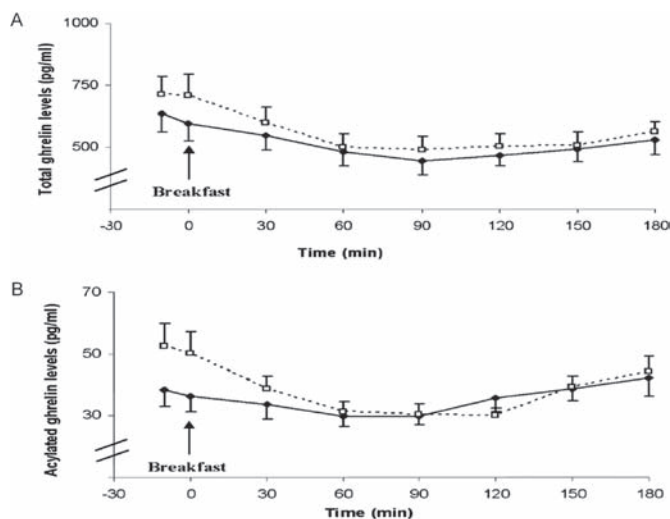 A
Total ghrelin levels (pg/ml)
1000
750
500
Breakfast
-30 0 30 60 90 120 150 180
Time (min)
B
Acylated ghrelin levels (pg/ml)
70
50
30
Breakfast
-30 0 30 60 90 120 150 180
Time (min)